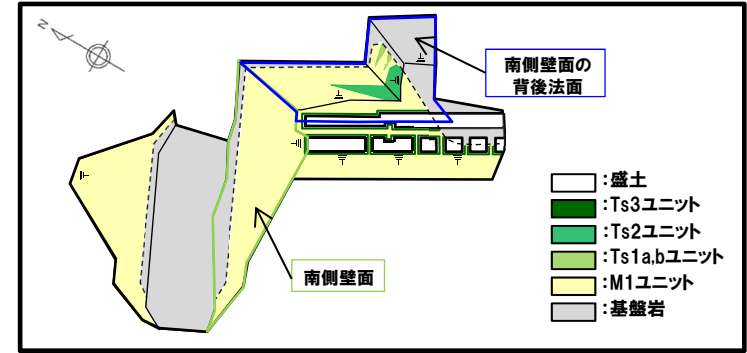 N
南側壁面の
背後法面
南側壁面
:盛土
:Ts3ユニット
:Ts2ユニット
:Ts1a,bユニット
:M1ユニット
:基盤岩